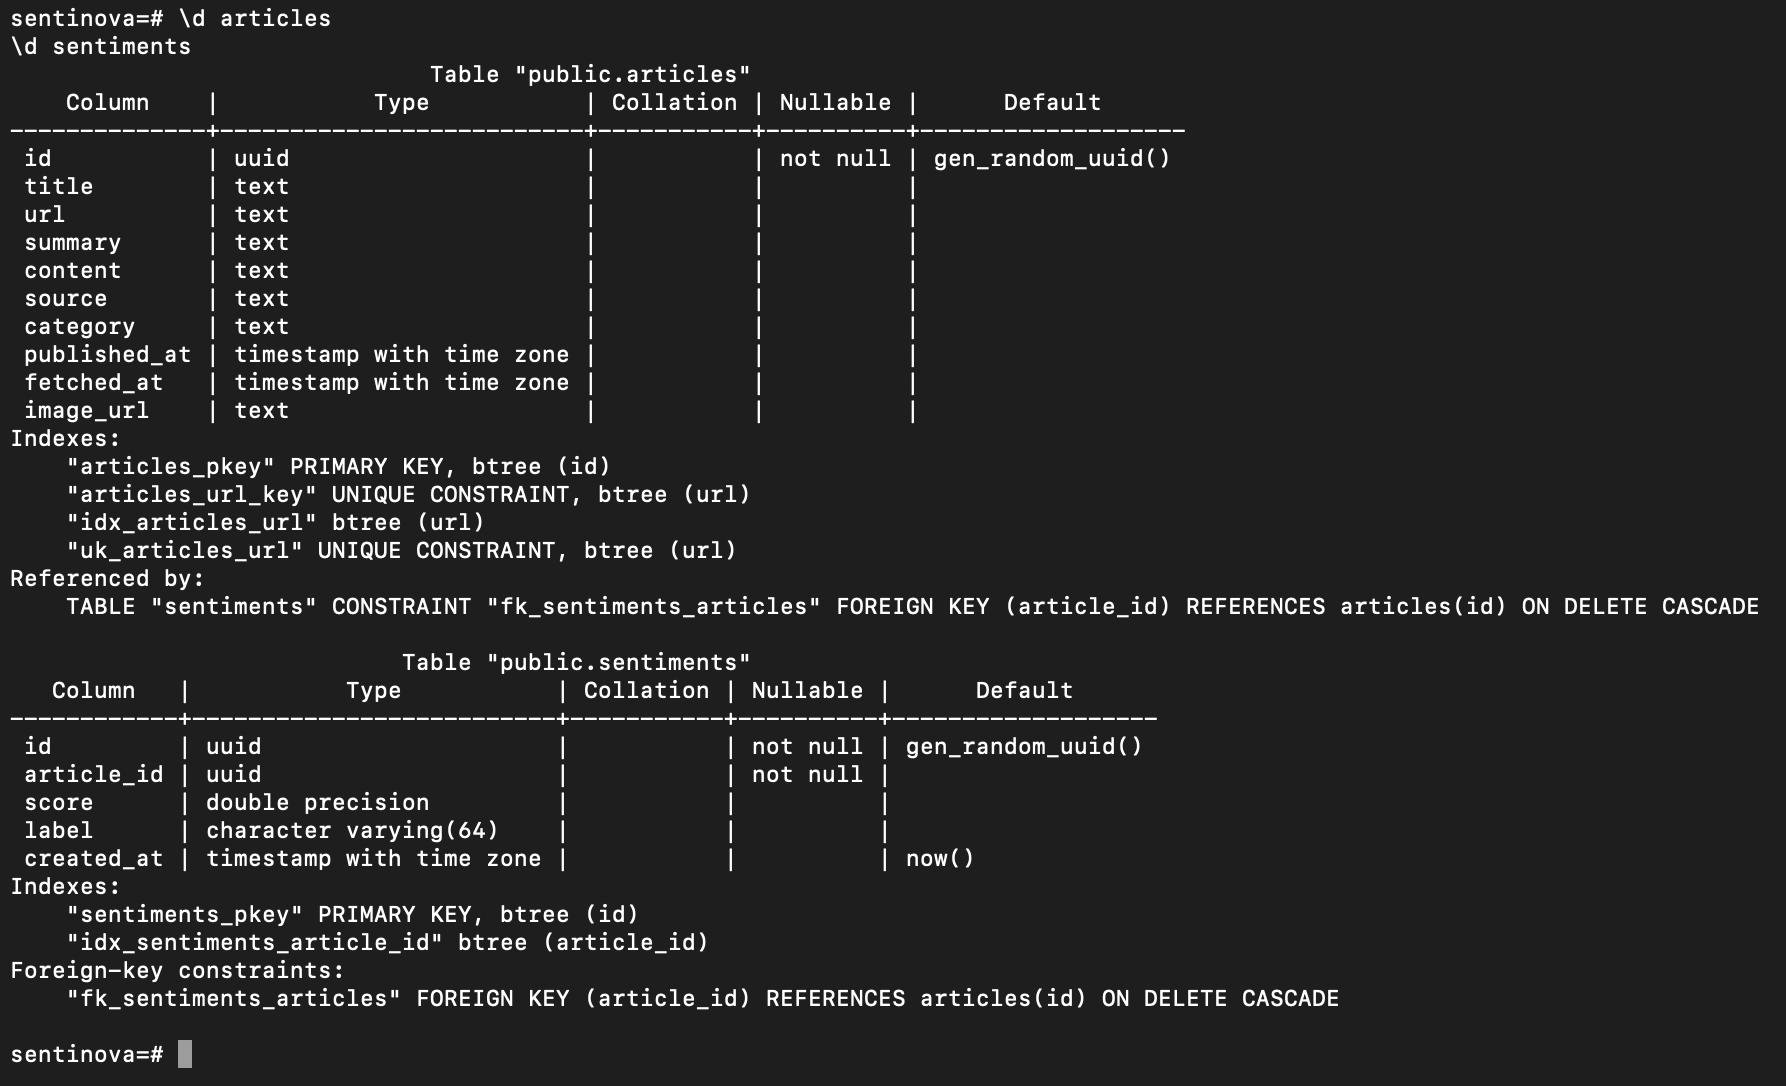 sentinova=# \d articles
\d sentiments
                              Table "public.articles"
    Column    |           Type           | Collation | Nullable |      Default
--------------+--------------------------+-----------+----------+-------------------
 id           | uuid                     |           | not null | gen_random_uuid()
 title        | text                     |           |          |
 url          | text                     |           |          |
 summary      | text                     |           |          |
 content      | text                     |           |          |
 source       | text                     |           |          |
 category     | text                     |           |          |
 published_at | timestamp with time zone |           |          |
 fetched_at   | timestamp with time zone |           |          |
 image_url    | text                     |           |          |
Indexes:
    "articles_pkey" PRIMARY KEY, btree (id)
    "articles_url_key" UNIQUE CONSTRAINT, btree (url)
    "idx_articles_url" btree (url)
    "uk_articles_url" UNIQUE CONSTRAINT, btree (url)
Referenced by:
    TABLE "sentiments" CONSTRAINT "fk_sentiments_articles" FOREIGN KEY (article_id) REFERENCES articles(id) ON DELETE CASCADE

                            Table "public.sentiments"
   Column   |           Type           | Collation | Nullable |      Default
------------+--------------------------+-----------+----------+-------------------
 id         | uuid                     |           | not null | gen_random_uuid()
 article_id | uuid                     |           | not null |
 score      | double precision         |           |          |
 label      | character varying(64)    |           |          |
 created_at | timestamp with time zone |           |          | now()
Indexes:
    "sentiments_pkey" PRIMARY KEY, btree (id)
    "idx_sentiments_article_id" btree (article_id)
Foreign-key constraints:
    "fk_sentiments_articles" FOREIGN KEY (article_id) REFERENCES articles(id) ON DELETE CASCADE

sentinova=#